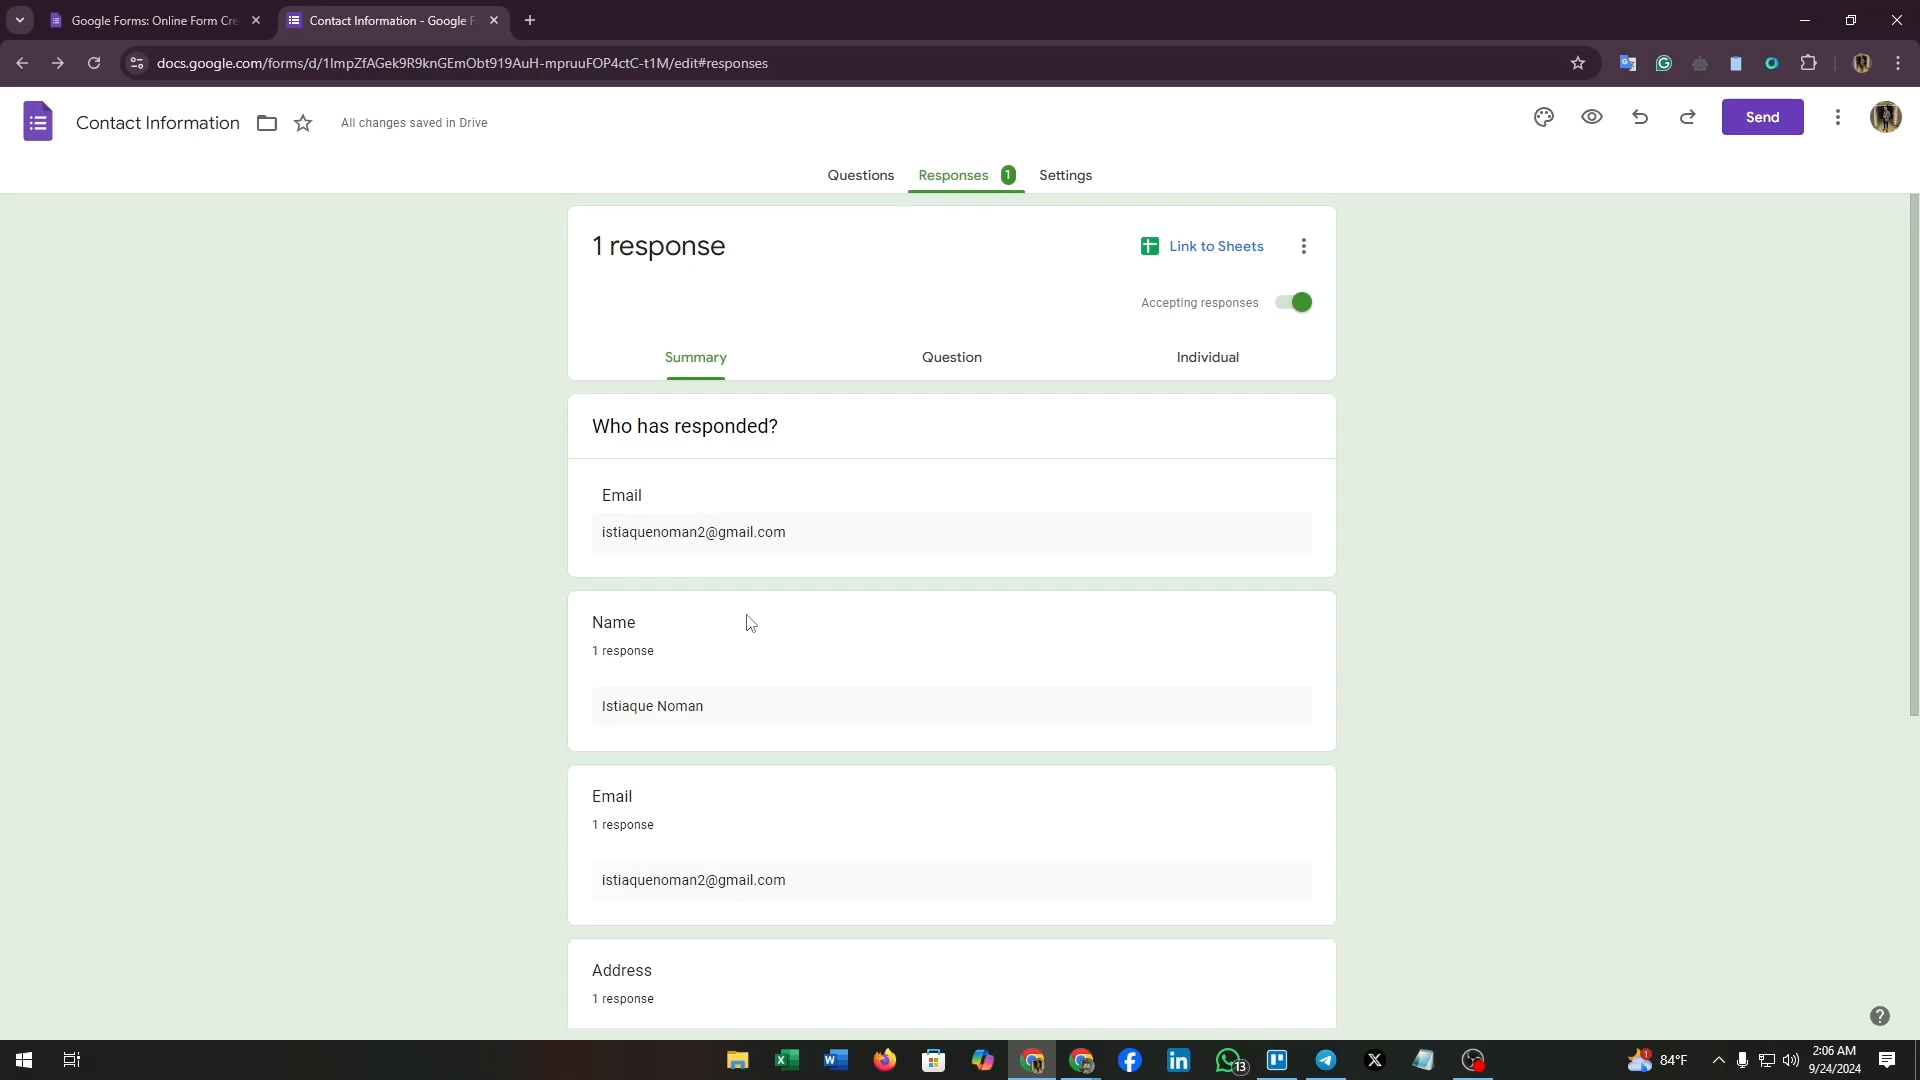 Google Forms: Online Form Cre
Contact Information - Google F
docs.google.com/forms/d/1ImpZfAGek9R9knGEmObt919AuH-mpruuFOP4ctC-t1M/edit#responses
Contact Information
All changes saved in Drive
Send
Questions
Responses 1
Settings
1 response
Link to Sheets
Accepting responses
Summary
Question
Individual
Who has responded?
Email
istiaquenoman2@gmail.com
Name
1 response
Istiaque Noman
Email
1 response
istiaquenoman2@gmail.com
Address
1 response
13
1
84°F
2:06 AM
9/24/2024